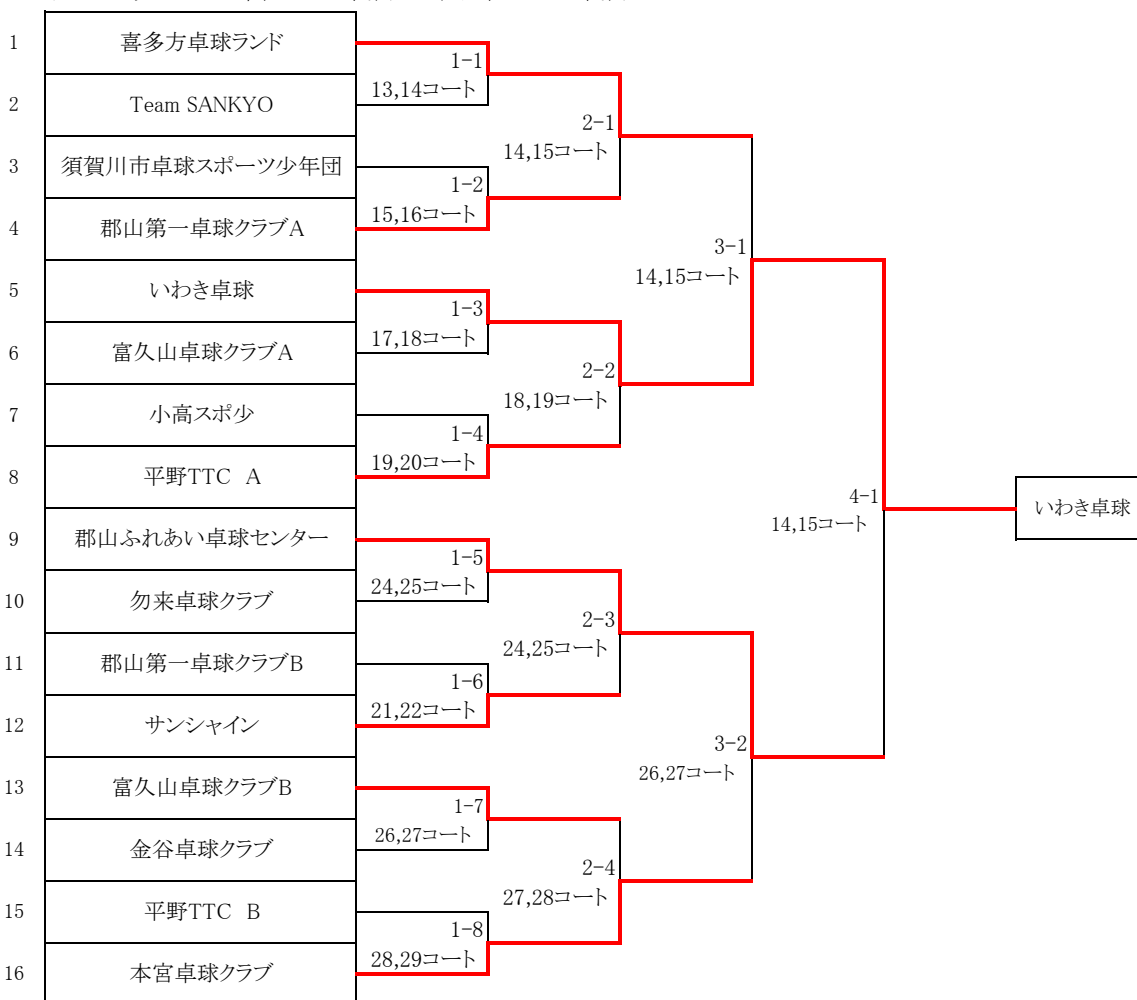 1 喜多方卓球ランド
1-1
13,14コート
2 Team SANKYO
2-1
14,15コート
3 須賀川市卓球スポーツ少年団
1-2
15,16コート
4 郡山第一卓球クラブA
3-1
14,15コート
5 いわき卓球
1-3
17,18コート
6 富久山卓球クラブA
2-2
18,19コート
7 小高スポ少
1-4
19,20コート
8 平野TTC A
4-1
14,15コート
いわき卓球
9 郡山ふれあい卓球センター
1-5
24,25コート
10 勿来卓球クラブ
2-3
24,25コート
11 郡山第一卓球クラブB
1-6
21,22コート
12 サンシャイン
3-2
26,27コート
13 富久山卓球クラブB
1-7
26,27コート
14 金谷卓球クラブ
2-4
27,28コート
15 平野TTC B
1-8
28,29コート
16 本宮卓球クラブ